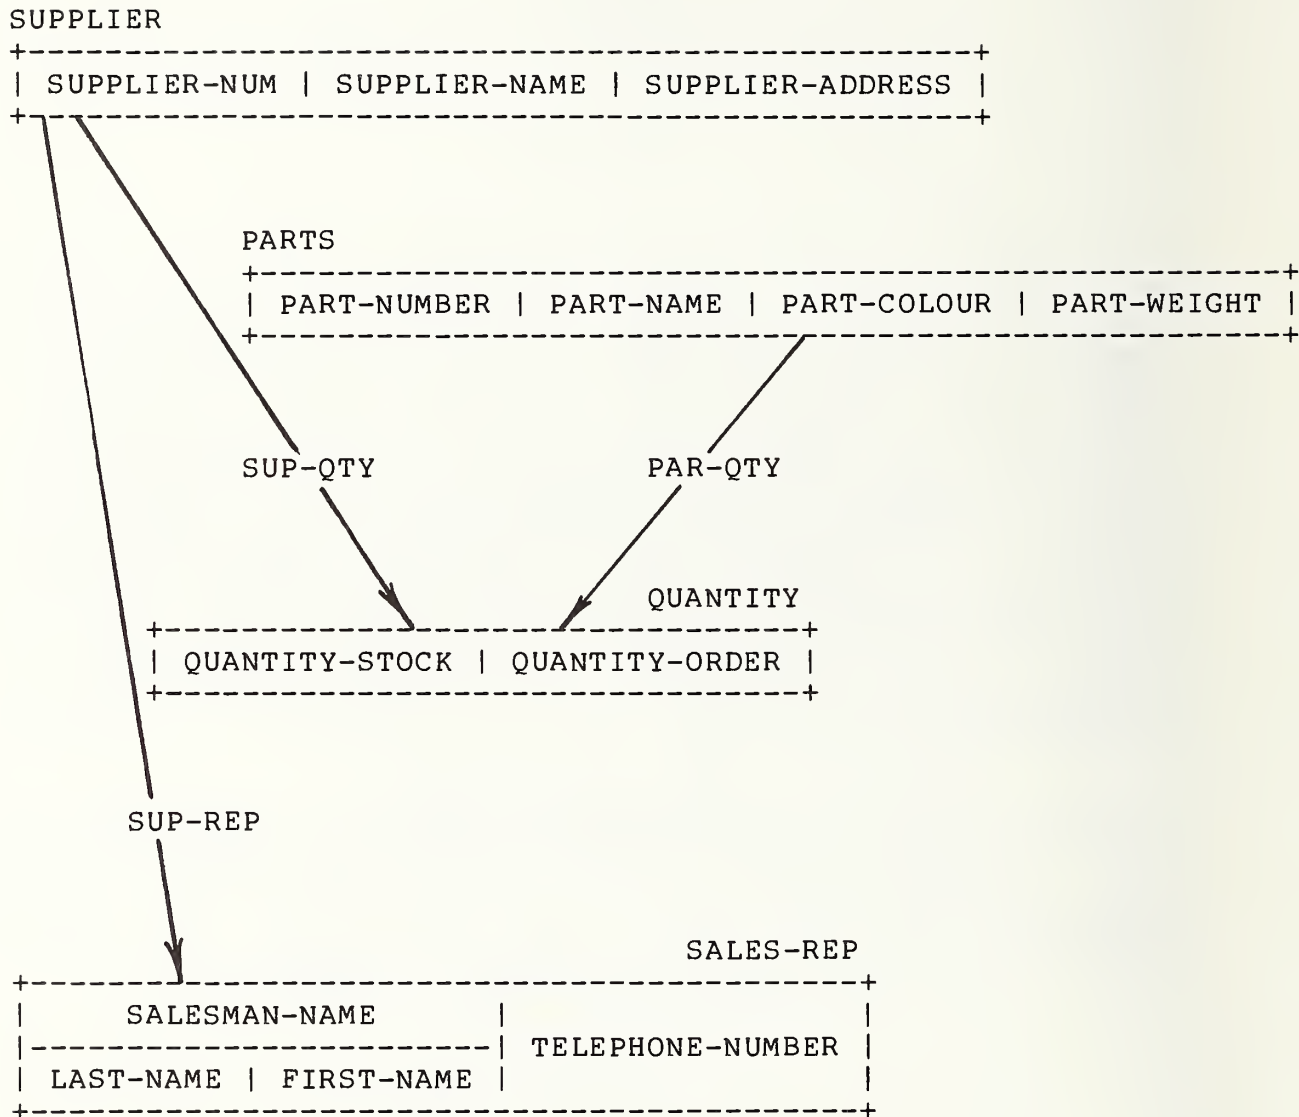 SUPPLIER
SUPPLIER-NUM | SUPPLIER-NAME | SUPPLIER-ADDRESS
PARTS
PART-NUMBER | PART-NAME | PART-COLOUR | PART-WEIGHT
SUP-QTY PAR-QTY
QUANTITY
QUANTITY-STOCK | QUANTITY-ORDER
SUP-REP
SALES-REP
SALESMAN-NAME
TELEPHONE-NUMBER
LAST-NAME | FIRST-NAME